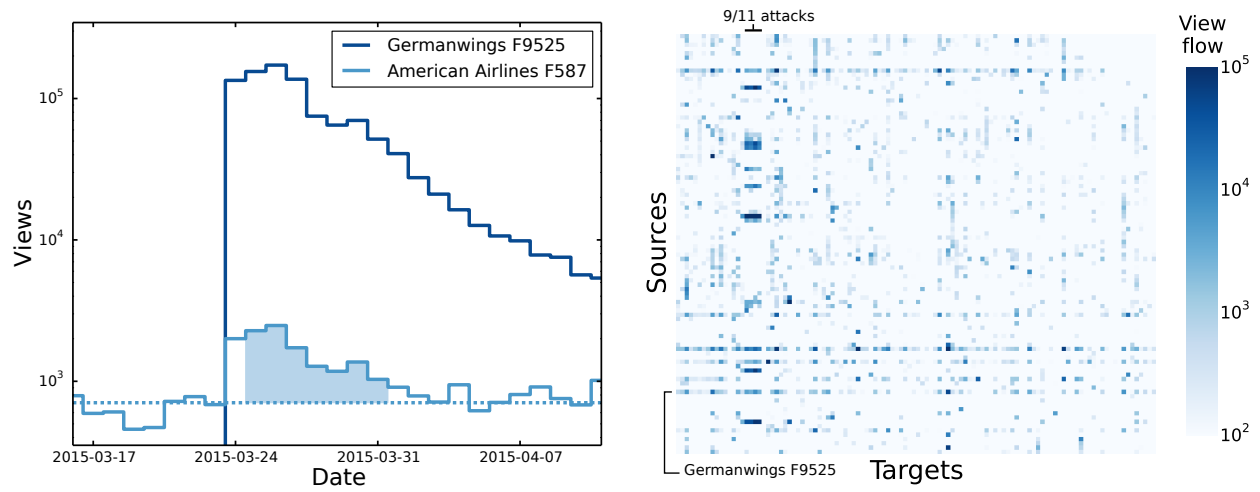 Germanwings F9525
American Airlines F587
10^5
10^4
10^3
Views
2015-03-17
2015-03-24
2015-03-31
2015-04-07
Date
9/11 attacks
Sources
Targets
Germanwings F9525
View
flow
10^5
10^4
10^3
10^2